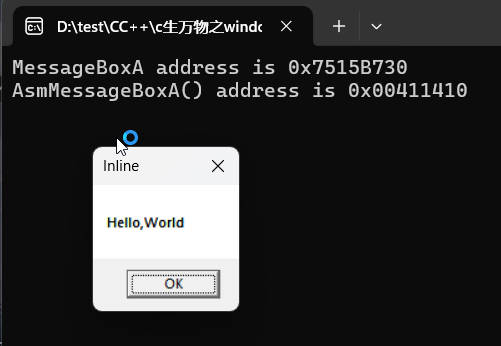 D:\test\CC++\c生万物之windc
MessageBoxA address is 0x7515B730
AsmMessageBoxA() address is 0x00411410
Inline
Hello,World
OK